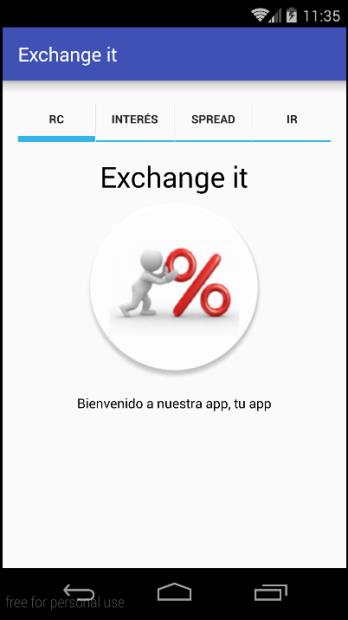 11:35
Exchange it
RC INTERÉS SPREAD IR
Exchange it
%
Bienvenido a nuestra app, tu app
free for personal use